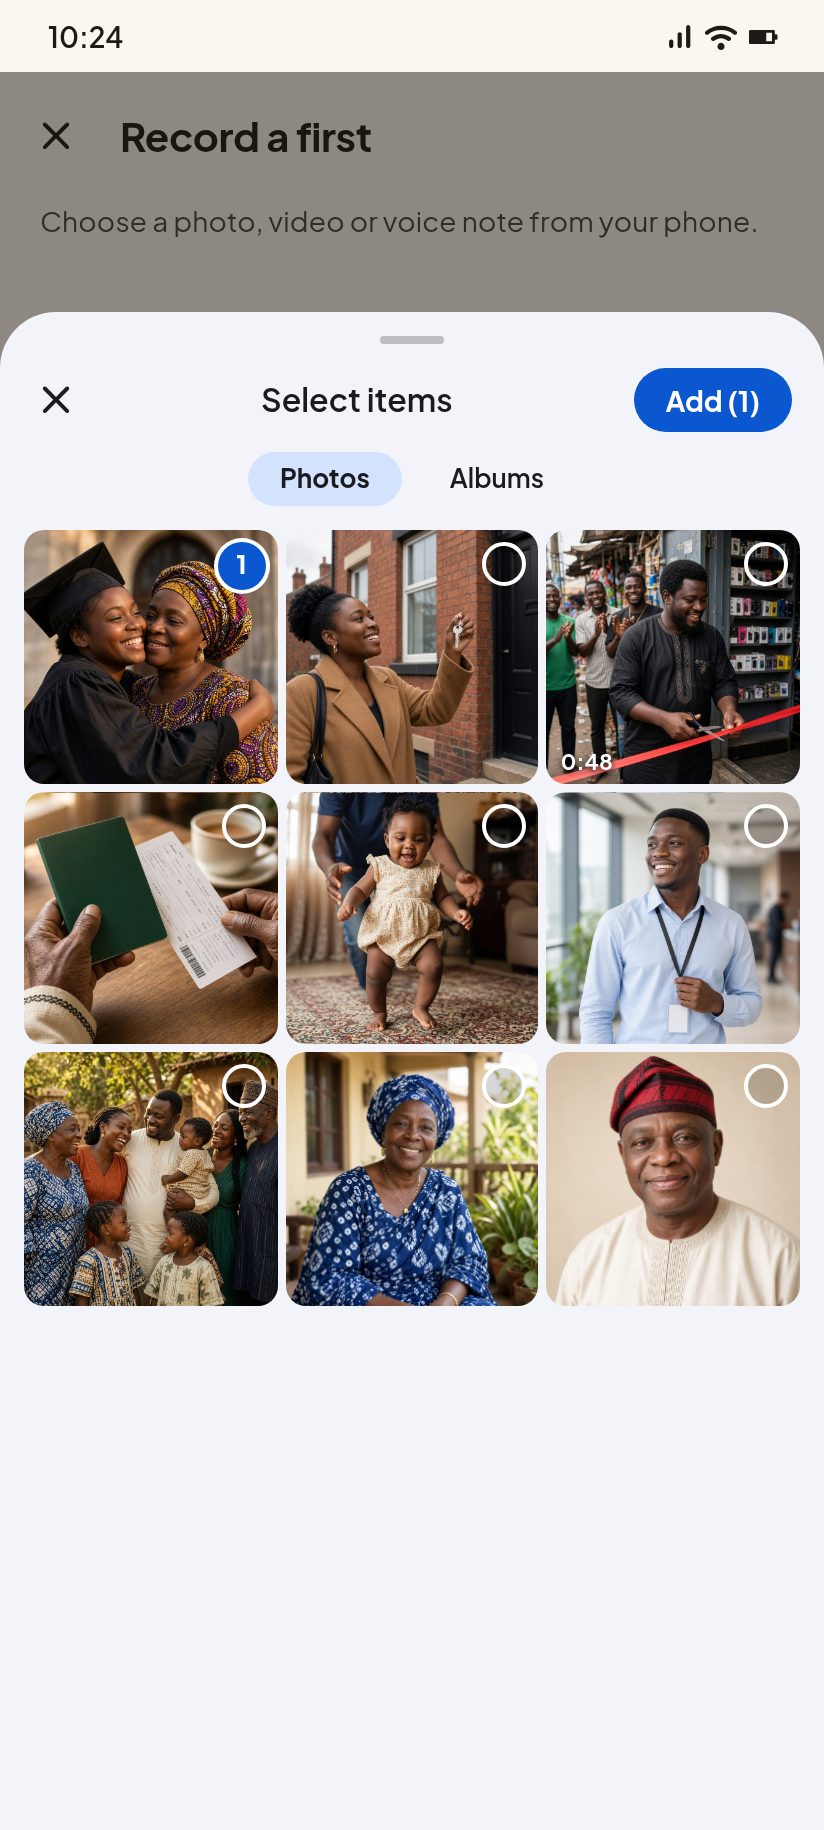 10:24
Record a first
Choose a photo, video or voice note from your phone.
Select items
Add (1)
Photos
Albums
1
0:48